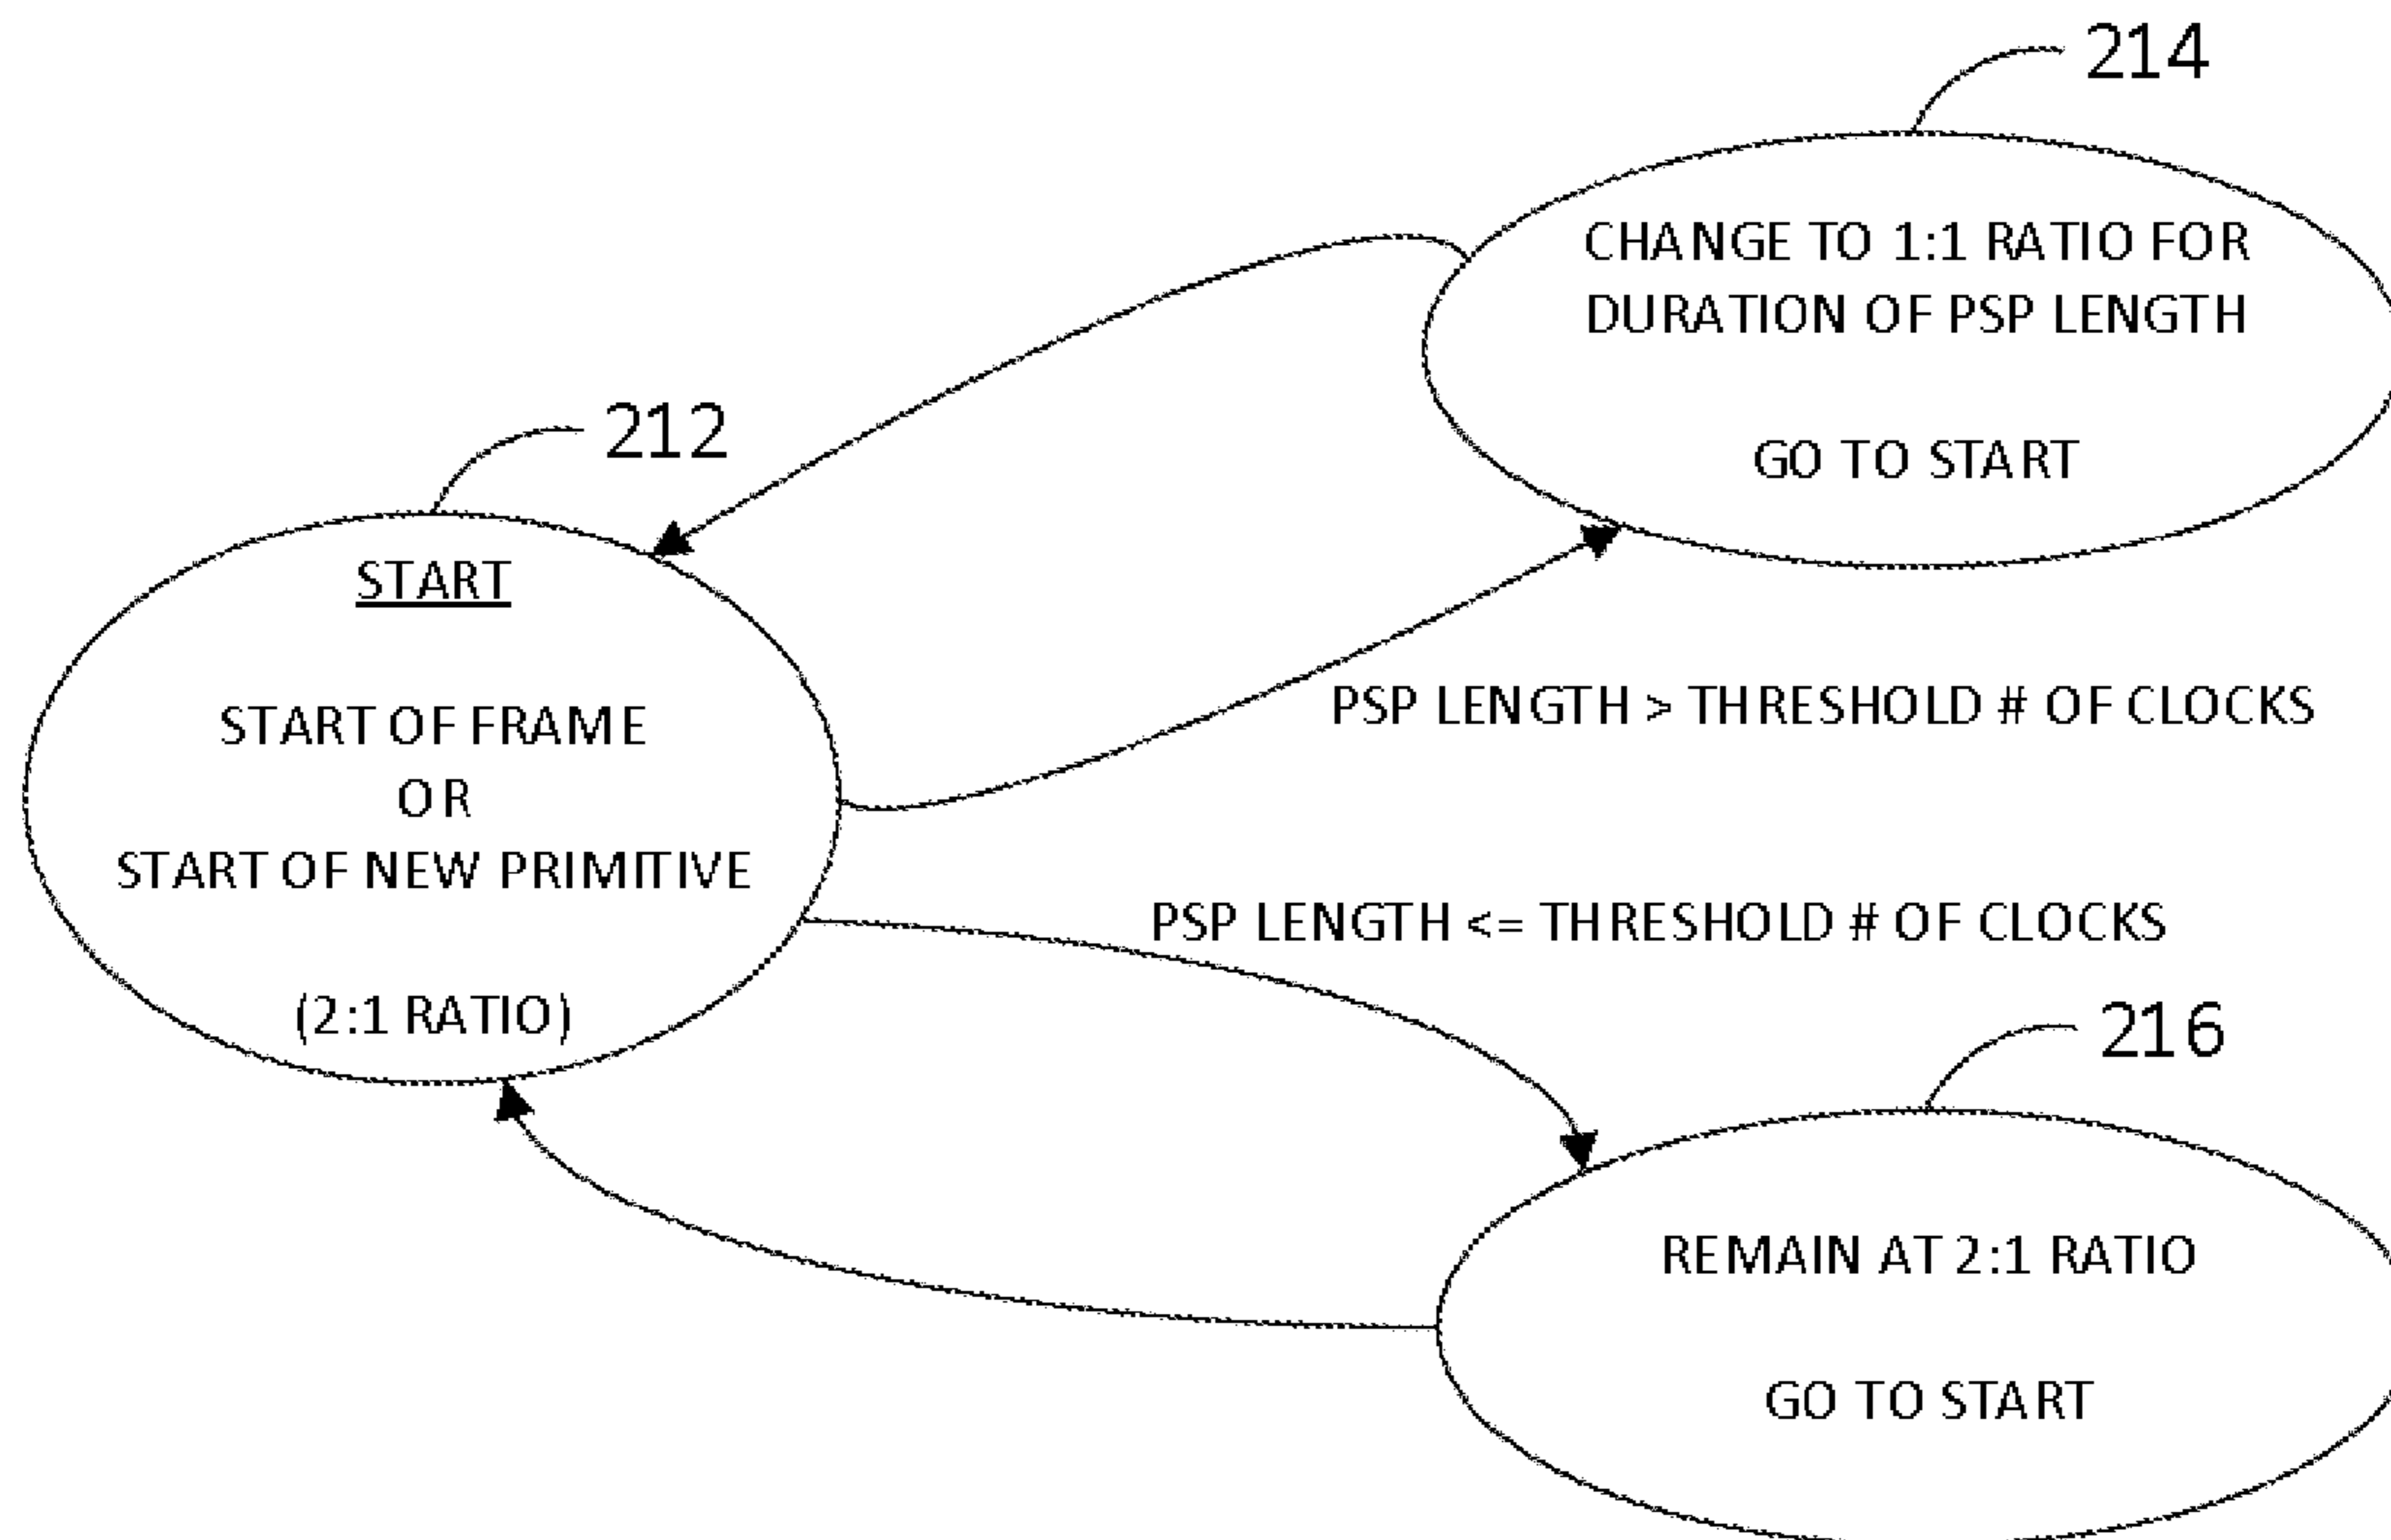 214
CHANGE TO 1:1 RATIO FOR
DURATION OF PSP LENGTH
GO TO START
212
START
START OF FRAME
OR
START OF NEW PRIMITIVE
(2:1 RATIO)
PSP LENGTH > THRESHOLD # OF CLOCKS
PSP LENGTH <= THRESHOLD # OF CLOCKS
216
REMAIN AT 2:1 RATIO
GO TO START